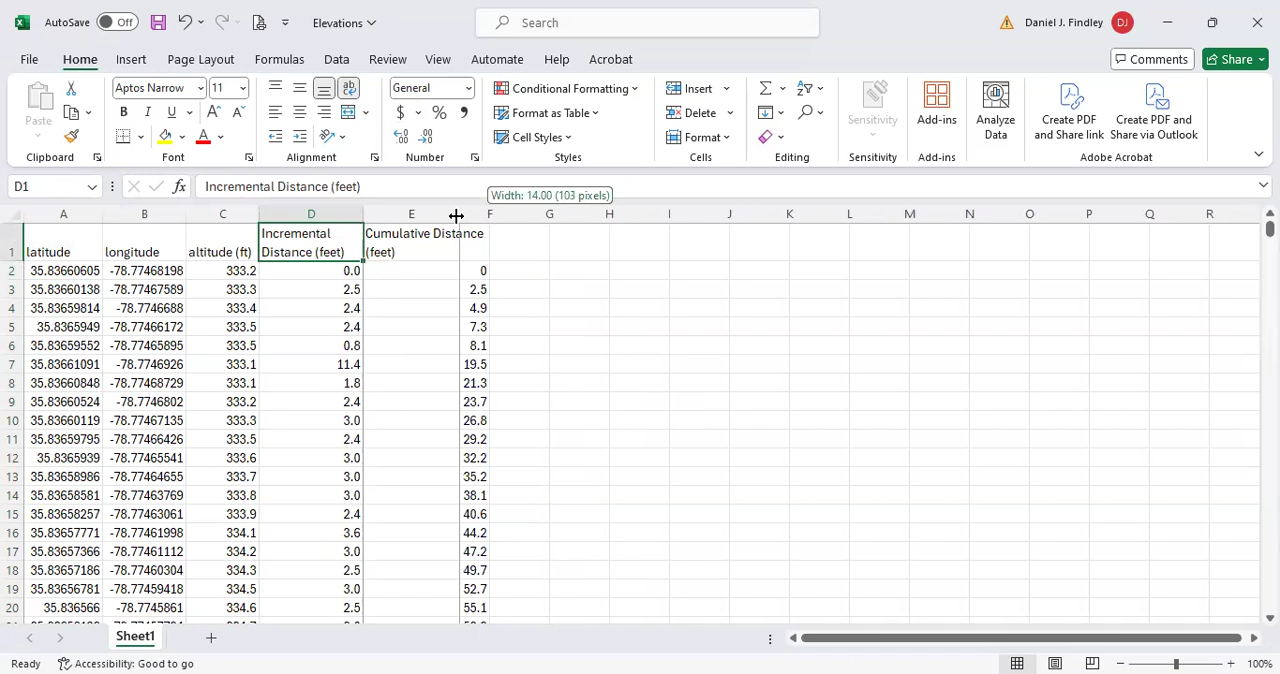 AutoSave Off Elevations Search Daniel J. Findley DJ
File Home Insert Page Layout Formulas Data Review View Automate Help Acrobat Comments Share
Paste Aptos Narrow 11 General Conditional Formatting Insert Sensitivity Add-ins Analyze Data Create PDF and Share link Create PDF and Share via Outlook
B I U $ % Format as Table Delete
Cell Styles Format
Clipboard Font Alignment Number Styles Cells Editing Sensitivity Add-ins Adobe Acrobat
D1 fx Incremental Distance (feet) Width: 14.00 (103 pixels)
A B C D E F G H I J K L M N O P Q R
1 latitude longitude altitude (ft) Incremental Distance (feet) Cumulative Distance (feet)
2 35.83660605 -78.77468198 333.2 0.0 0
3 35.83660138 -78.77467589 333.3 2.5 2.5
4 35.83659814 -78.7746688 333.4 2.4 4.9
5 35.8365949 -78.77466172 333.5 2.4 7.3
6 35.83659552 -78.77465895 333.5 0.8 8.1
7 35.83661091 -78.7746926 333.1 11.4 19.5
8 35.83660848 -78.77468729 333.1 1.8 21.3
9 35.83660524 -78.7746802 333.2 2.4 23.7
10 35.83660119 -78.77467135 333.3 3.0 26.8
11 35.83659795 -78.77466426 333.5 2.4 29.2
12 35.8365939 -78.77465541 333.6 3.0 32.2
13 35.83658986 -78.77464655 333.7 3.0 35.2
14 35.83658581 -78.77463769 333.8 3.0 38.1
15 35.83658257 -78.77463061 333.9 2.4 40.6
16 35.83657771 -78.77461998 334.1 3.6 44.2
17 35.83657366 -78.77461112 334.2 3.0 47.2
18 35.83657186 -78.77460304 334.3 2.5 49.7
19 35.83656781 -78.77459418 334.5 3.0 52.7
20 35.836566 -78.7745861 334.6 2.5 55.1
Sheet1
Ready Accessibility: Good to go 100%